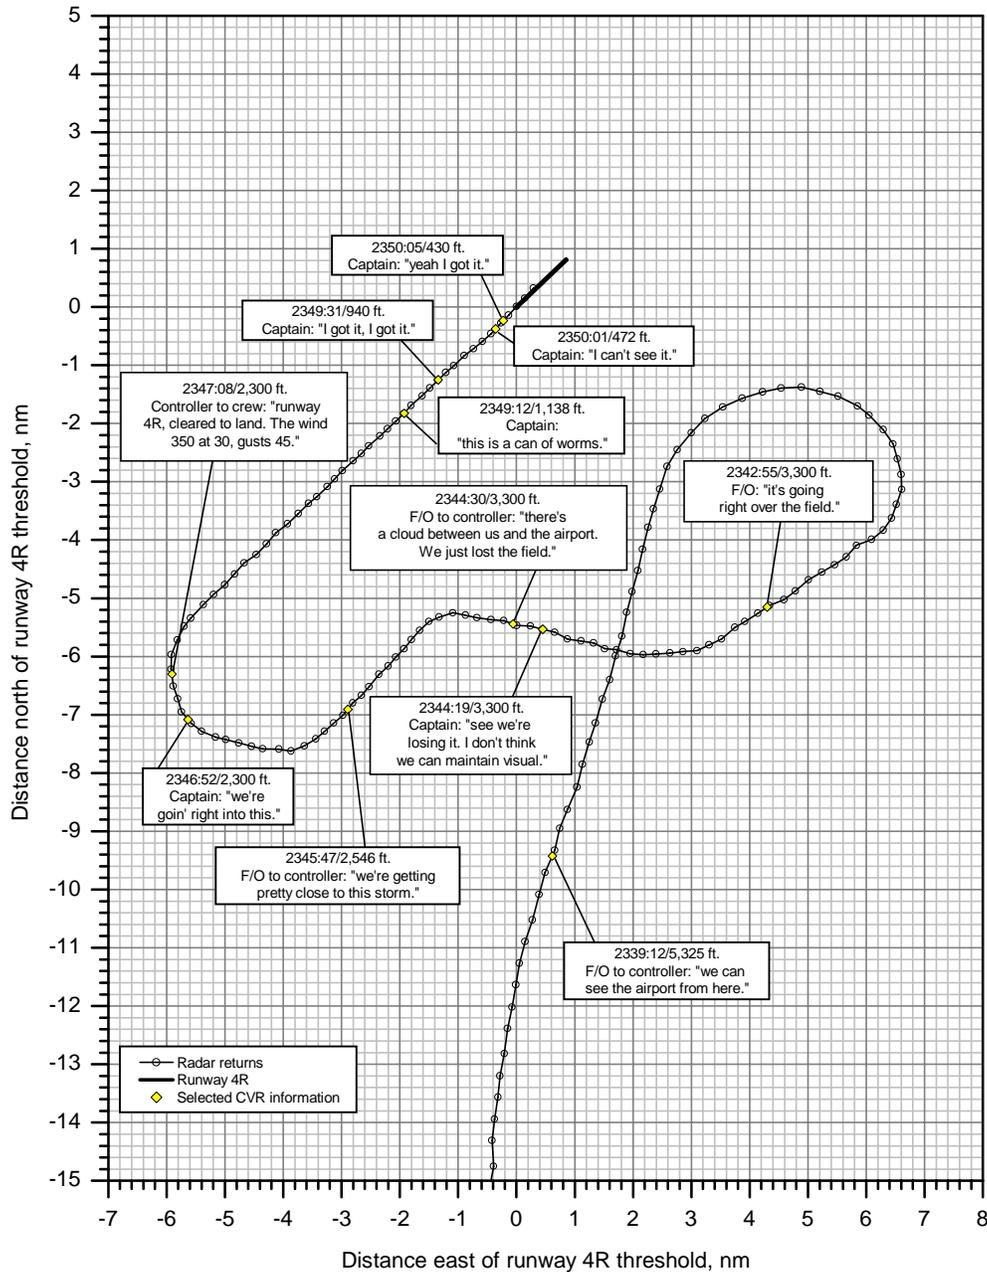 5
4
3
2
1
0
-1
-2
-3
-4
-5
-6
-7
-8
-9
-10
-11
-12
-13
-14
-15
Distance north of runway 4R threshold, nm
2350:05/430 ft.
Captain: "yeah I got it."
2349:31/940 ft.
Captain: "I got it, I got it."
2350:01/472 ft.
Captain: "I can't see it."
2347:08/2,300 ft.
Controller to crew: "runway
4R, cleared to land. The wind
350 at 30, gusts 45."
2349:12/1,138 ft.
Captain:
"this is a can of worms."
2342:55/3,300 ft.
F/O: "it's going
right over the field."
2344:30/3,300 ft.
F/O to controller: "there's
a cloud between us and the airport.
We just lost the field."
2344:19/3,300 ft.
Captain: "see we're
losing it. I don't think
we can maintain visual."
2346:52/2,300 ft.
Captain: "we're
goin' right into this."
2345:47/2,546 ft.
F/O to controller: "we're getting
pretty close to this storm."
2339:12/5,325 ft.
F/O to controller: "we can
see the airport from here."
Radar returns
Runway 4R
Selected CVR information
-7 -6 -5 -4 -3 -2 -1 0 1 2 3 4 5 6 7 8
Distance east of runway 4R threshold, nm